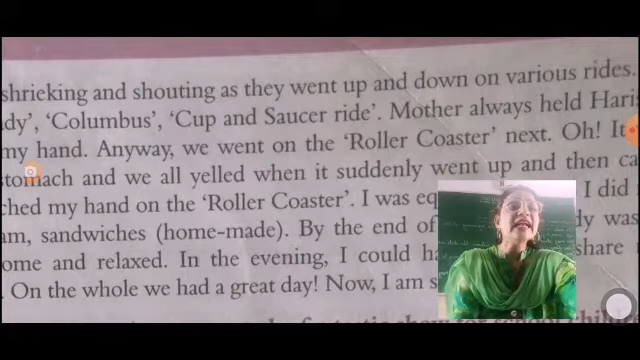 shrieking and shouting as they went up and down on various rides.
dy', 'Columbus', 'Cup and Saucer ride'. Mother always held Hari
my hand. Anyway, we went on the 'Roller Coaster' next. Oh! It
stomach and we all yelled when it suddenly went up and then ca
ched my hand on the 'Roller Coaster'. I was eq I did
am, sandwiches (home-made). By the end of dy was
ome and relaxed. In the evening, I could ha share
. On the whole we had a great day! Now, I am s